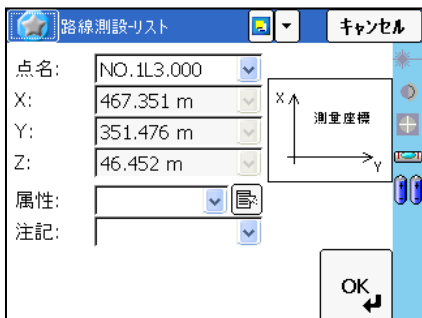 路線測設-リスト
キャンセル
点名: NO.1L3.000
X: 467.351 m
Y: 351.476 m
Z: 46.452 m
属性:
注記:
X
測量座標
Y
OK